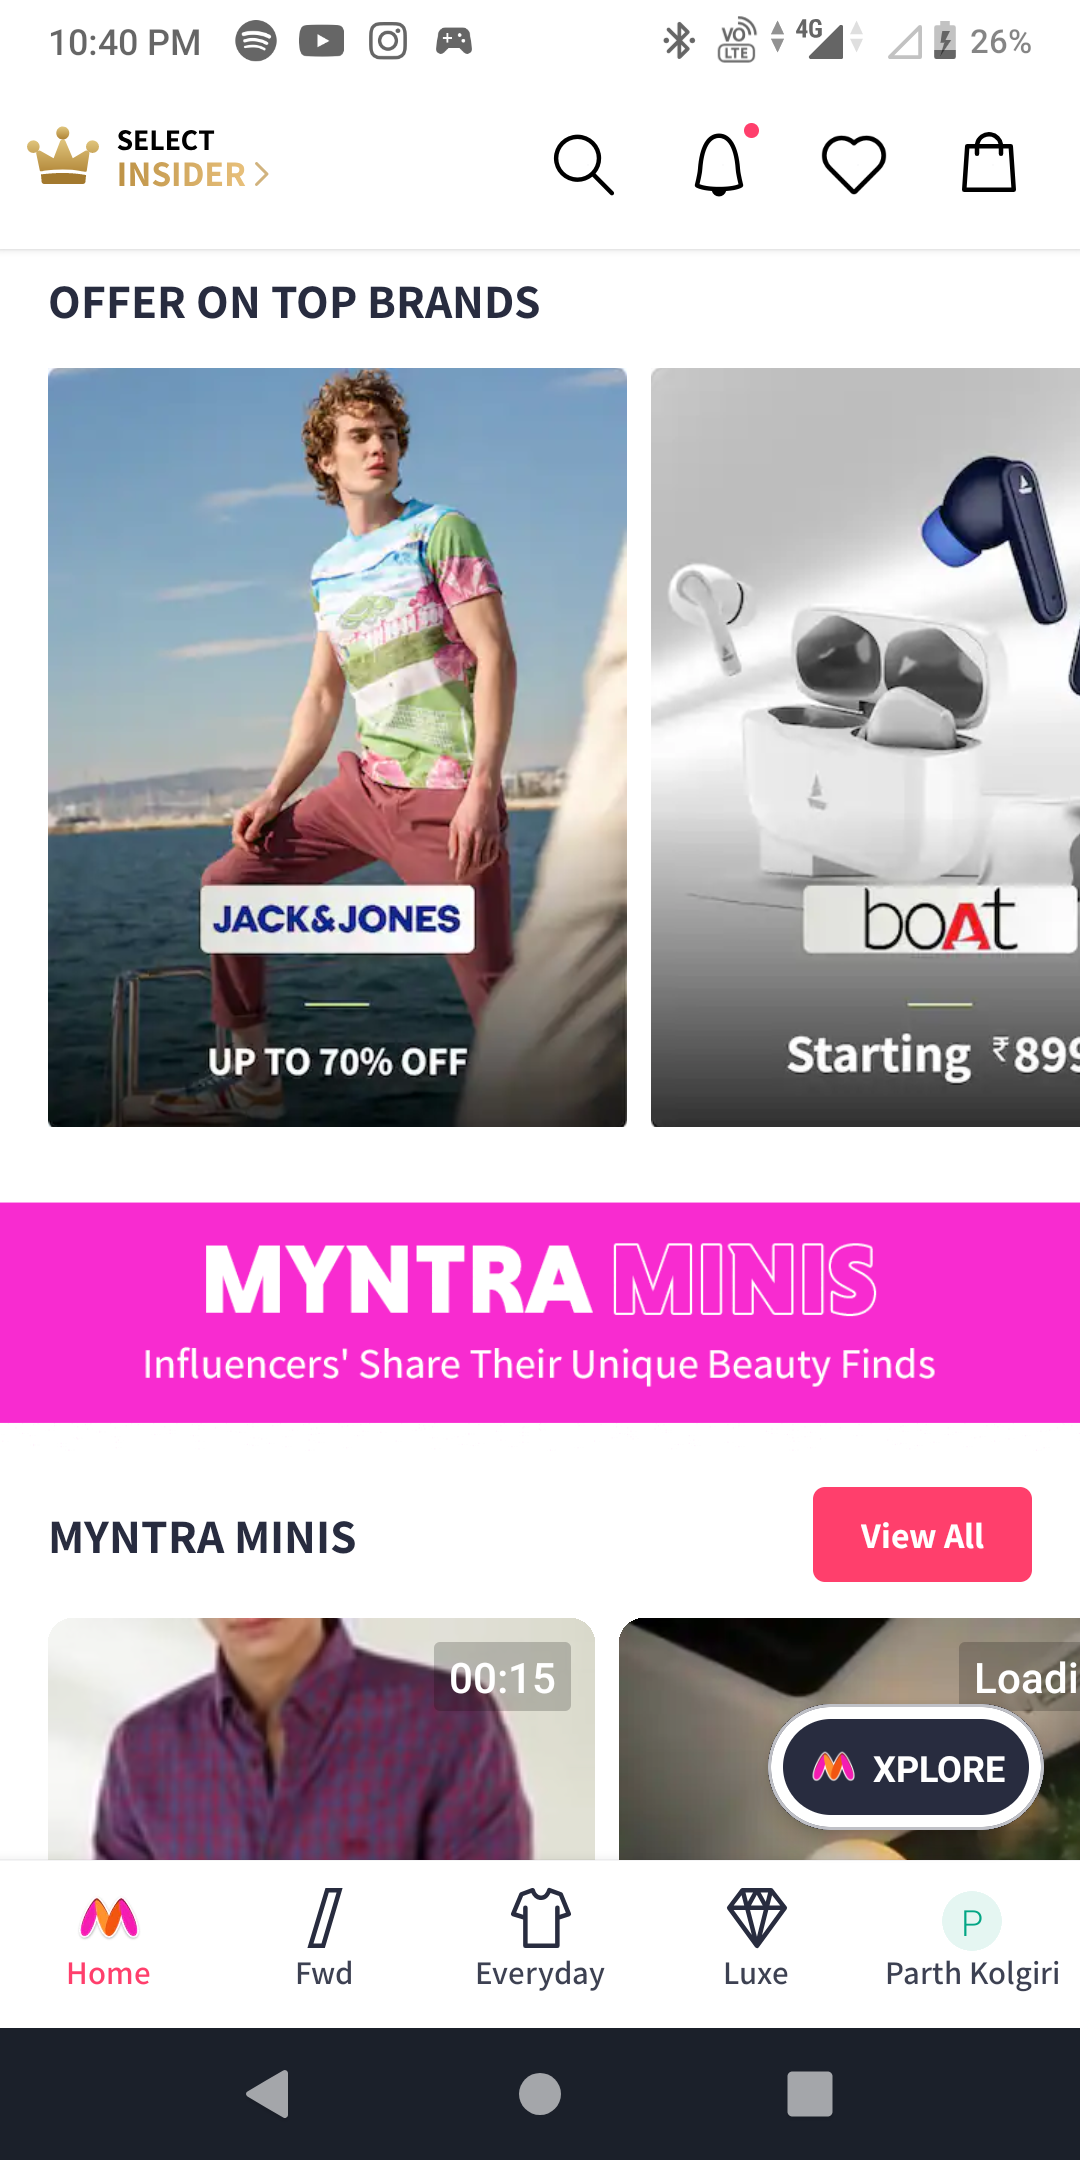 10:40 PM
VO LTE
4G
26%
SELECT
INSIDER
OFFER ON TOP BRANDS
JACK&JONES
UP TO 70% OFF
boAt
Starting ₹899
MYNTRA MINIS
Influencers' Share Their Unique Beauty Finds
MYNTRA MINIS
View All
00:15
Loadi
XPLORE
Home
Fwd
Everyday
Luxe
P
Parth Kolgiri